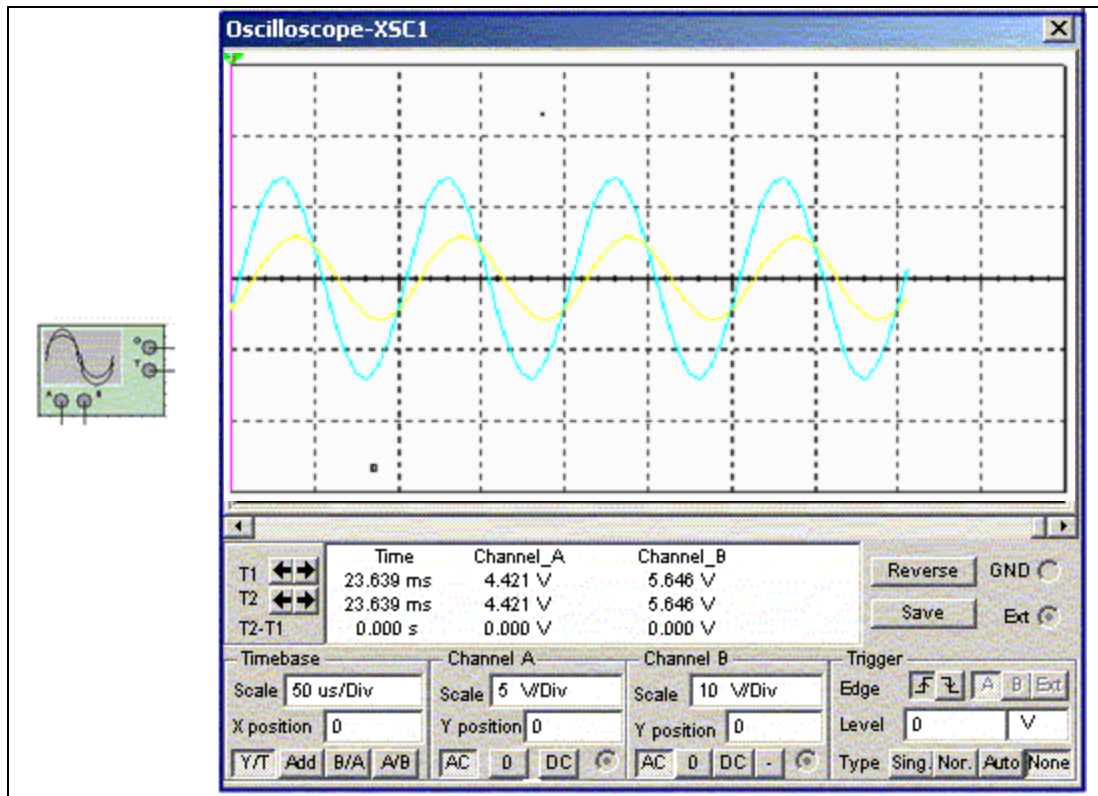 Oscilloscope-XSC1
Time Channel_A Channel_B
T1 23.639 ms 4.421 V 5.646 V
T2 23.639 ms 4.421 V 5.646 V
T2-T1 0.000 s 0.000 V 0.000 V
Reverse GND
Save Ext
Timebase Channel A Channel B Trigger
Scale 50 us/Div Scale 5 V/Div Scale 10 V/Div Edge A B Ext
X position 0 Y position 0 Y position 0 Level 0 V
Y/T Add B/A A/B AC 0 DC AC 0 DC - Type Sing. Nor. Auto None
A B G T